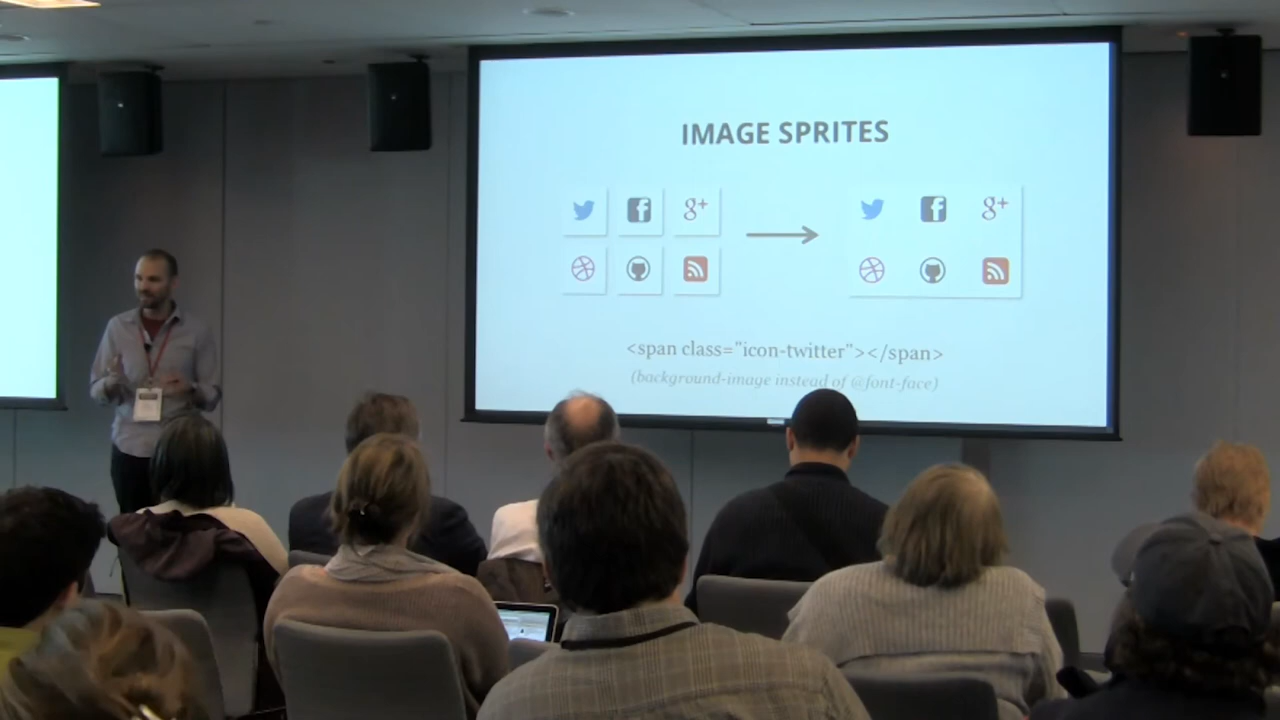 IMAGE SPRITES
g+ g+
<span class="icon-twitter"></span>
(background-image instead of @font-face)